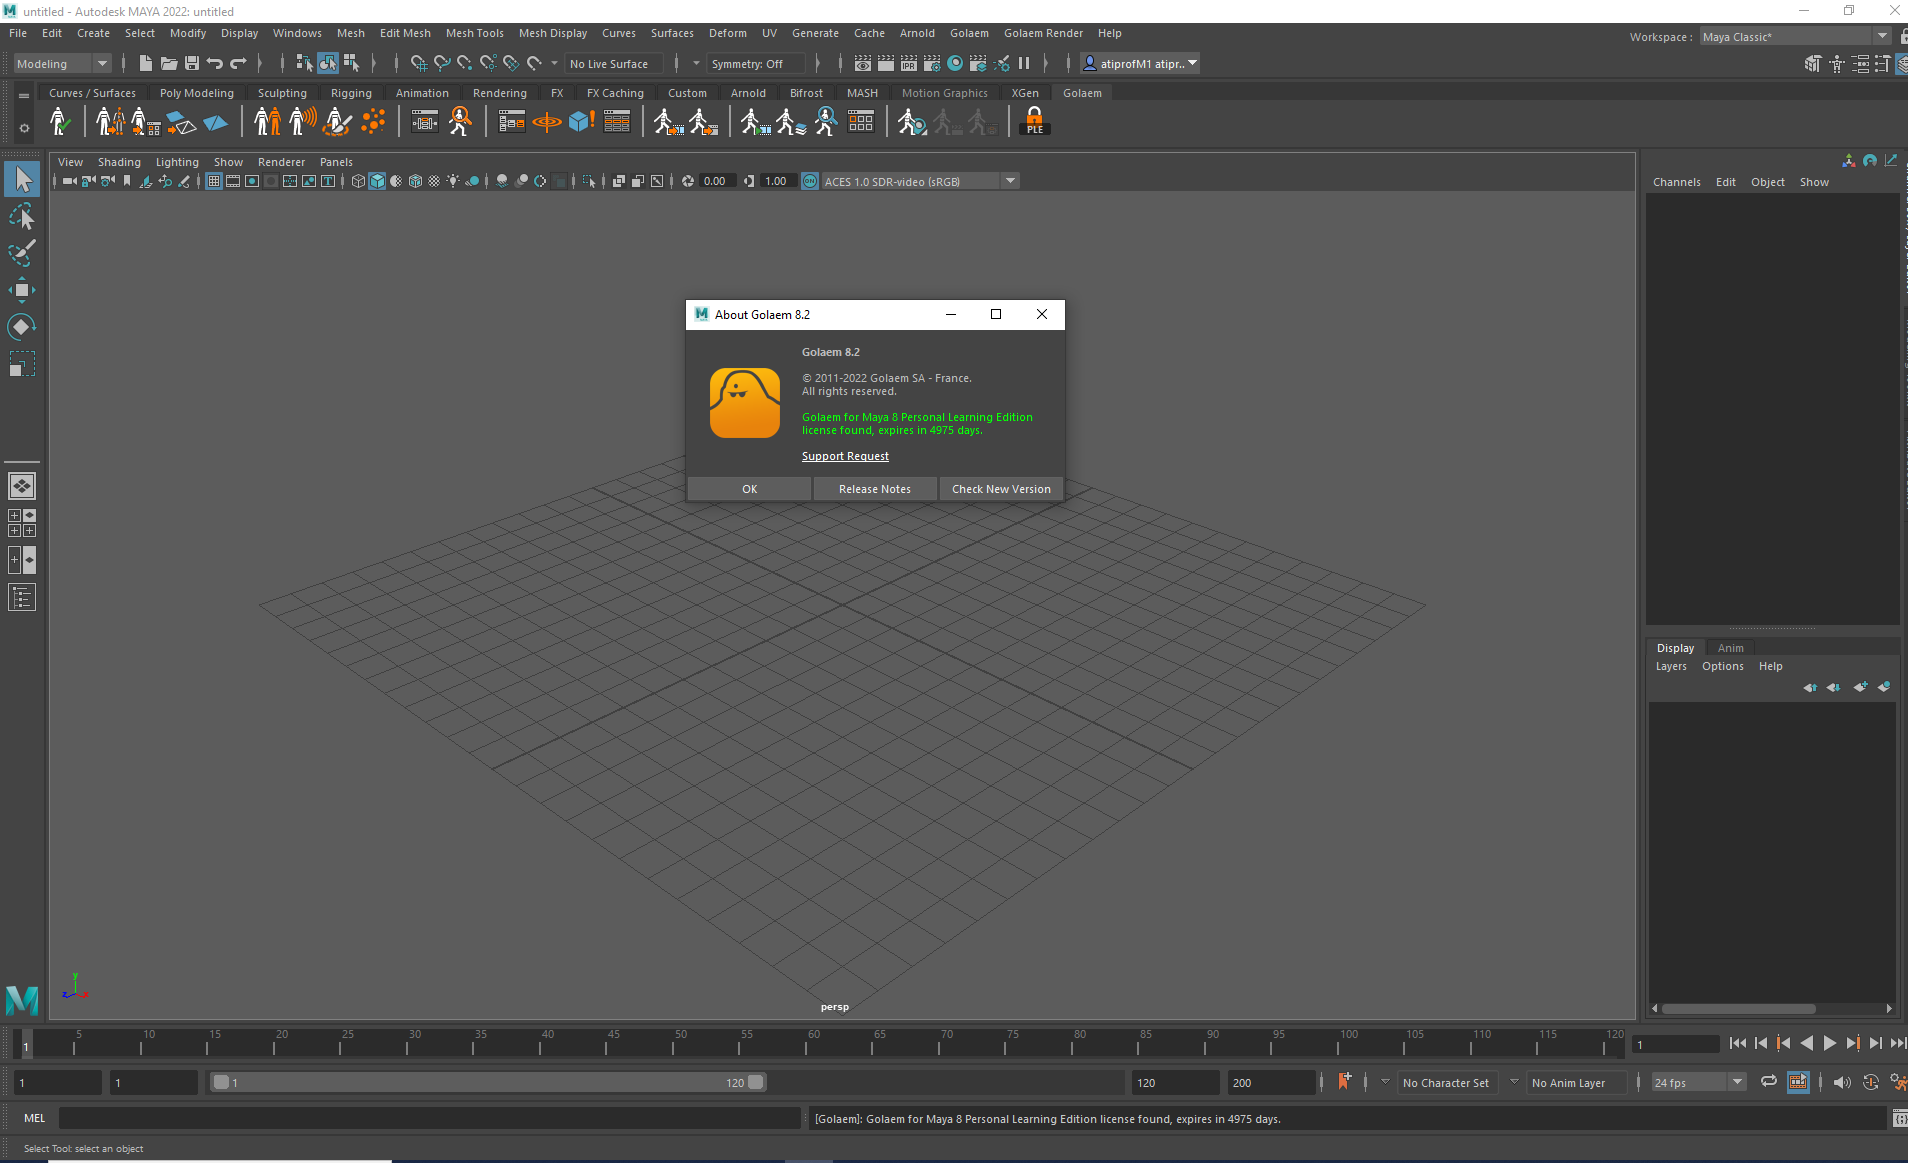 untitled - Autodesk MAYA 2022: untitled
File Edit Create Select Modify Display Windows Mesh Edit Mesh Mesh Tools Mesh Display Curves Surfaces Deform UV Generate Cache Arnold Golaem Golaem Render Help
Workspace : Maya Classic*
Modeling No Live Surface Symmetry: Off IPR atiprofM1 atipr..
Curves / Surfaces Poly Modeling Sculpting Rigging Animation Rendering FX FX Caching Custom Arnold Bifrost MASH Motion Graphics XGen Golaem
PLE
View Shading Lighting Show Renderer Panels
0.00 1.00 ON ACES 1.0 SDR-video (sRGB)
Channels Edit Object Show
About Golaem 8.2
Golaem 8.2
© 2011-2022 Golaem SA - France.
All rights reserved.
Golaem for Maya 8 Personal Learning Edition
license found, expires in 4975 days.
Support Request
OK Release Notes Check New Version
Display Anim
Layers Options Help
y
z x
persp
5 10 15 20 25 30 35 40 45 50 55 60 65 70 75 80 85 90 95 100 105 110 115 120
1 1
1 1 1 120 120 200 No Character Set No Anim Layer 24 fps
MEL [Golaem]: Golaem for Maya 8 Personal Learning Edition license found, expires in 4975 days.
Select Tool: select an object